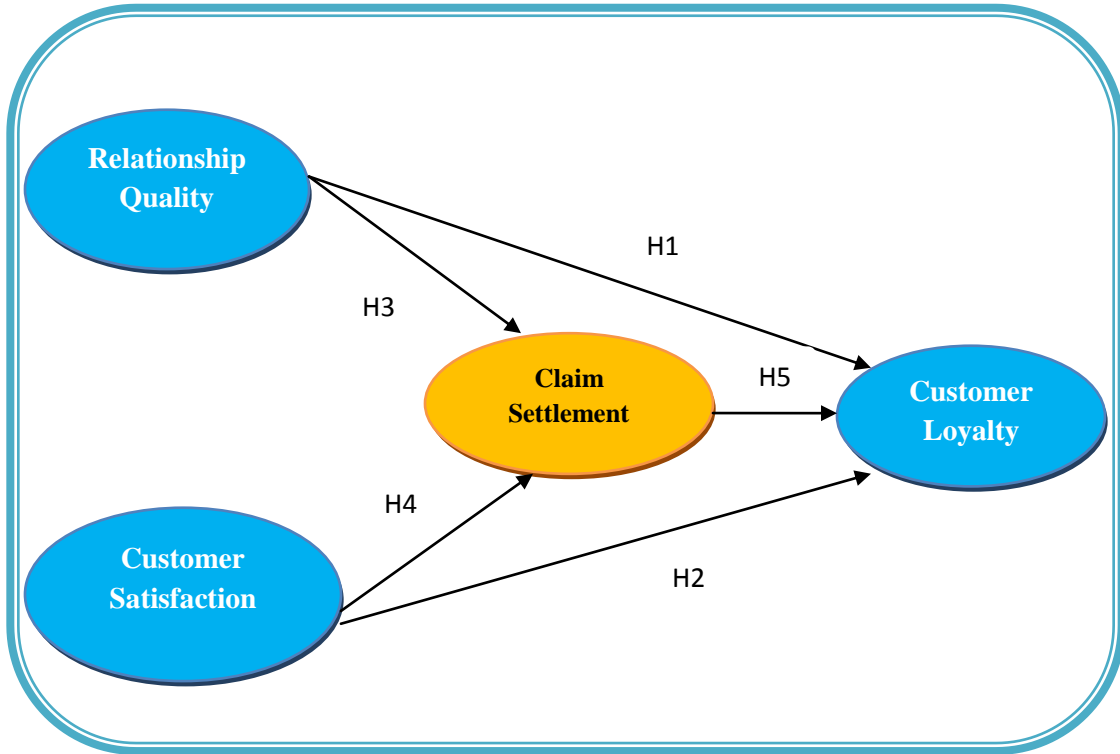 Relationship
Quality
H1
H3
Claim
Settlement
H5
Customer
Loyalty
H4
Customer
Satisfaction
H2